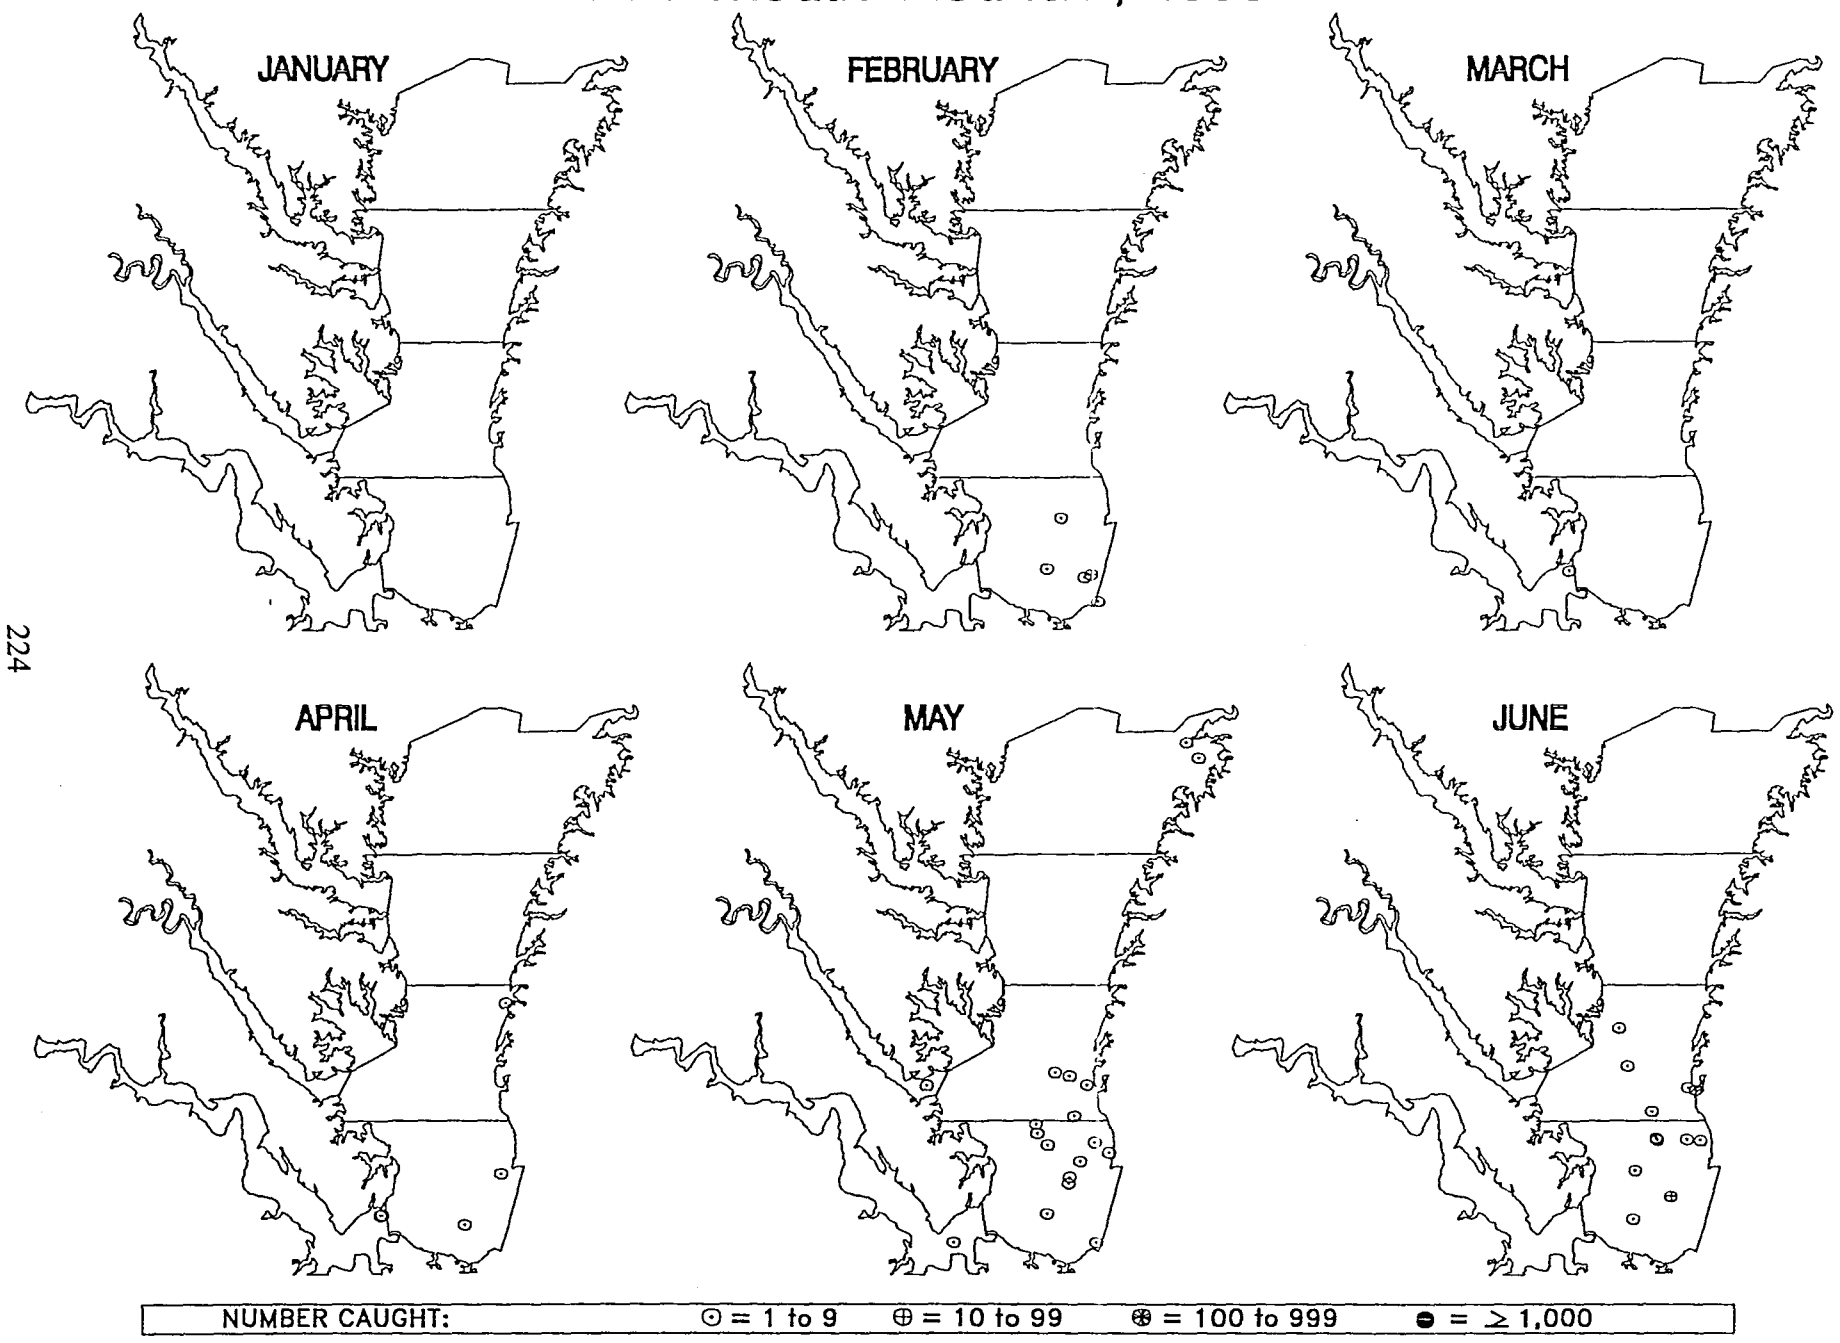 JANUARY
FEBRUARY
MARCH
224
APRIL
MAY
JUNE
NUMBER CAUGHT: ⊙ = 1 to 9 ⊕ = 10 to 99 ⊛ = 100 to 999 ⊖ = ≥ 1,000